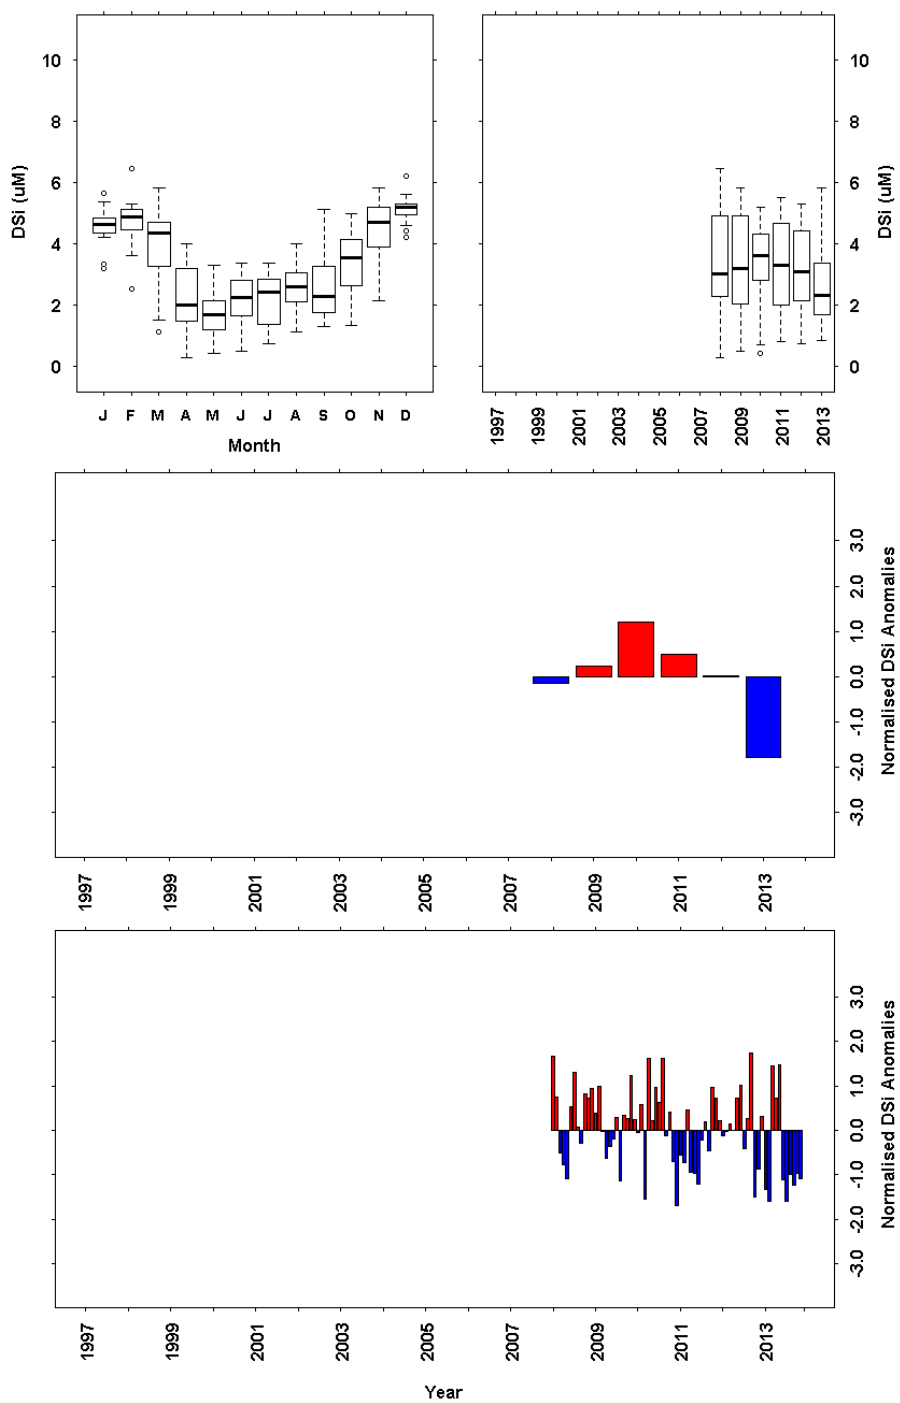 10
8
6
4
2
0
DSi (uM)
J F M A M J J A S O N D
Month
10
8
6
4
2
0
DSi (uM)
1997 1999 2001 2003 2005 2007 2009 2011 2013
3.0
2.0
1.0
0.0
-1.0
-2.0
-3.0
Normalised DSi Anomalies
1997 1999 2001 2003 2005 2007 2009 2011 2013
3.0
2.0
1.0
0.0
-1.0
-2.0
-3.0
Normalised DSi Anomalies
1997 1999 2001 2003 2005 2007 2009 2011 2013
Year